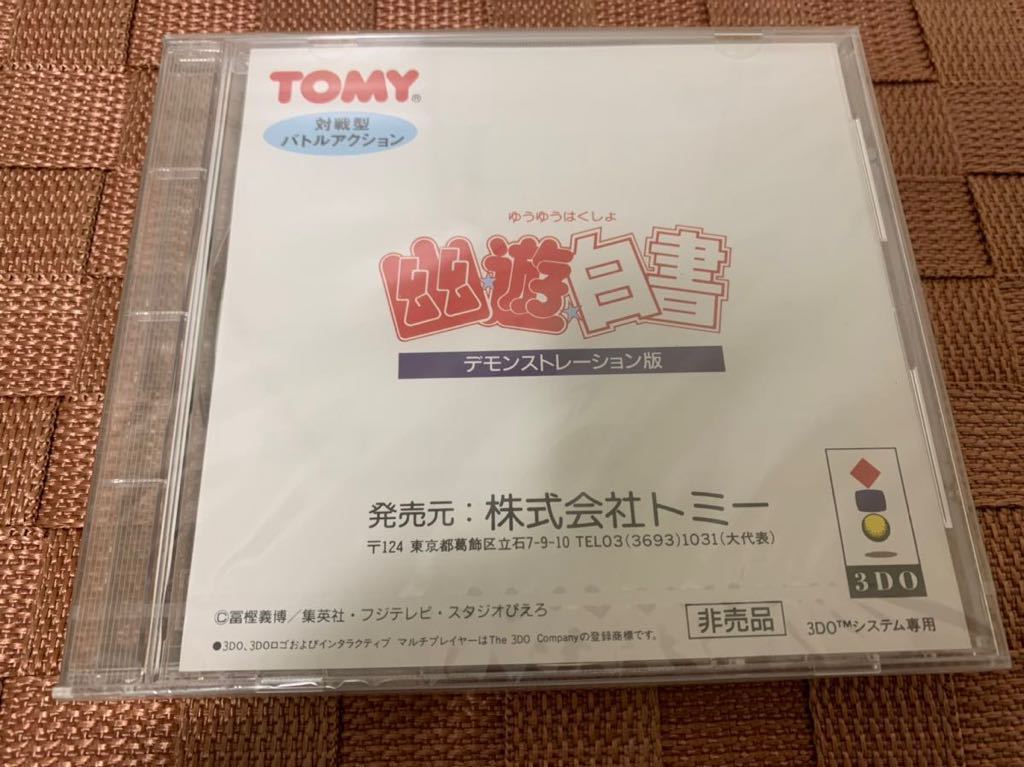 TOMY®
対戦型
バトルアクション
ゆうゆうはくしょ
幽★遊★白書
デモンストレーション版
発売元：株式会社トミー
〒124 東京都葛飾区立石7-9-10 TEL03(3693)1031(大代表)
3DO
©冨樫義博／集英社・フジテレビ・スタジオぴえろ
非売品
3DO™システム専用
●3DO、3DOロゴおよびインタラクティブ マルチプレイヤーはThe 3DO Companyの登録商標です。